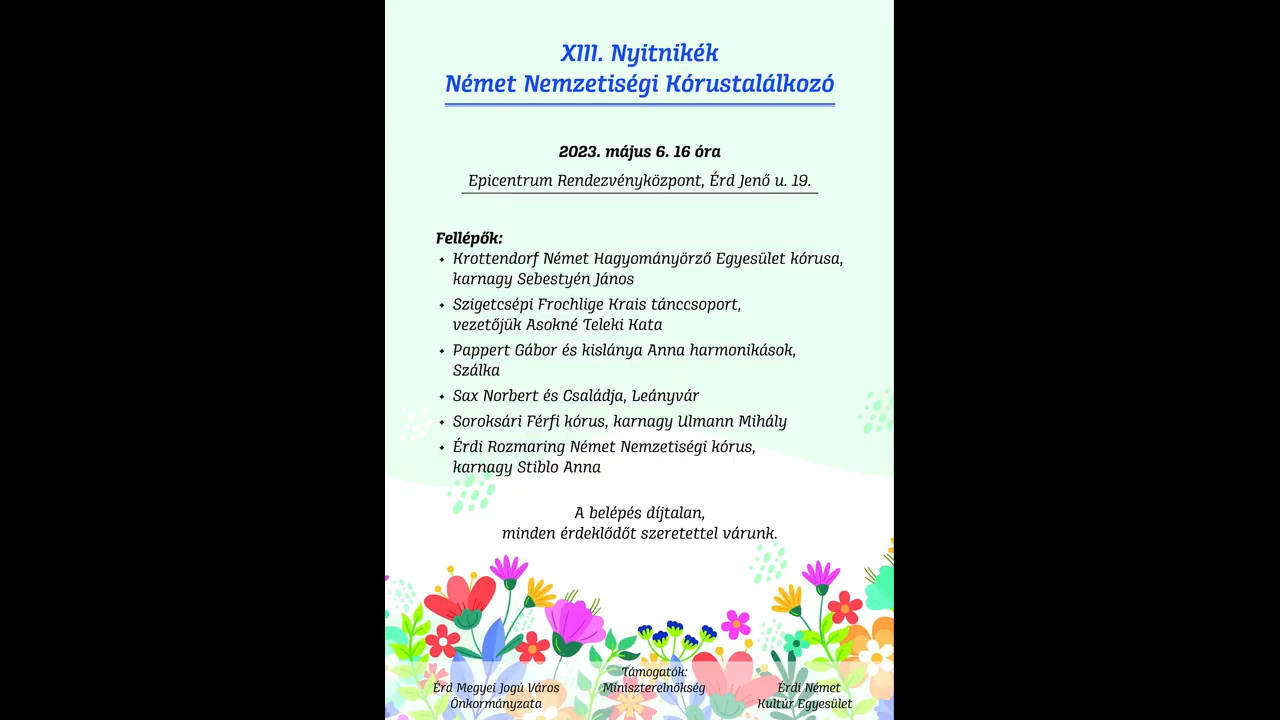 XIII. Nyitnikék
Német Nemzetiségi Kórustalálkozó
2023. május 6. 16 óra
Epicentrum Rendezvényközpont, Érd Jenő u. 19.
Fellépők:
• Krottendorf Német Hagyományörző Egyesület kórusa,
karnagy Sebestyén János
• Szigetcsépi Frochlige Krais tánccsoport,
vezetőjük Asokné Teleki Kata
• Pappert Gábor és kislánya Anna harmonikások,
Szálka
• Sax Norbert és Családja, Leányvár
• Soroksári Férfi kórus, karnagy Ulmann Mihály
• Érdi Rozmaring Német Nemzetiségi kórus,
karnagy Stiblo Anna
A belépés díjtalan,
minden érdeklődőt szeretettel várunk.
Támogatók:
Érd Megyei Jogú Város
Önkormányzata
Miniszterelnökség
Érdi Német
Kultúr Egyesület